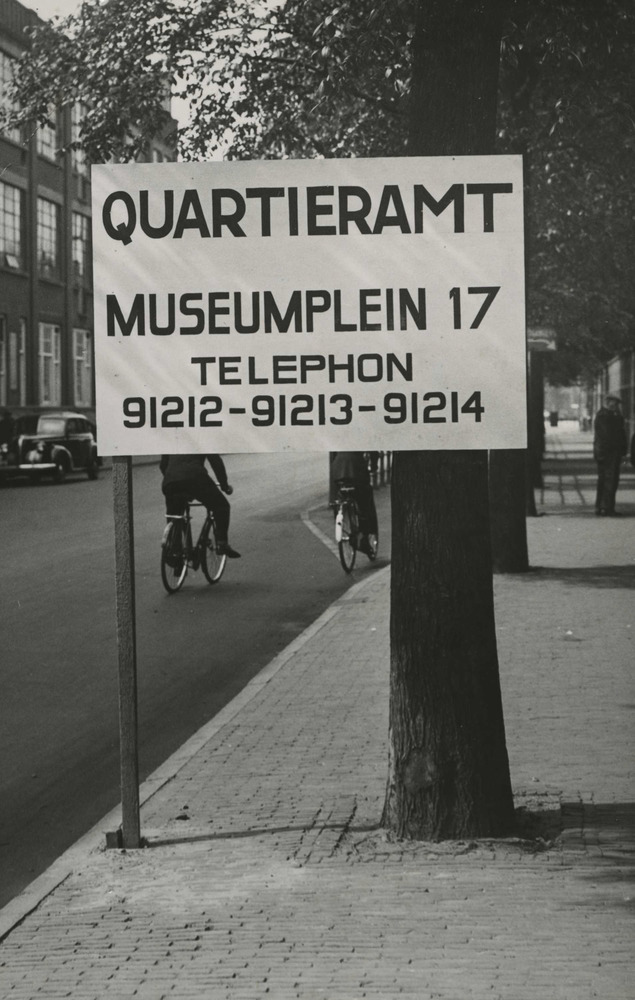 QUARTIERAMT
MUSEUMPLEIN 17
TELEPHON
91212-91213-91214